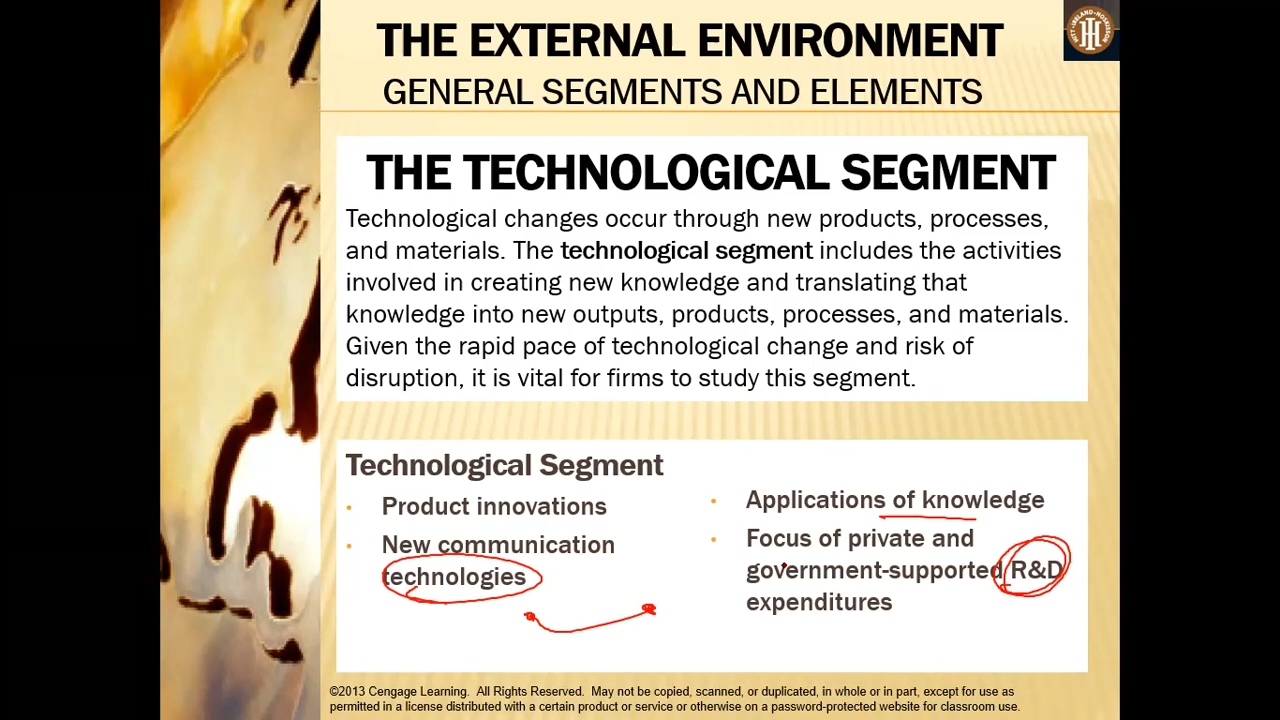 THE EXTERNAL ENVIRONMENT
GENERAL SEGMENTS AND ELEMENTS
HITT-IRELAND-HOSKISSON
THE TECHNOLOGICAL SEGMENT
Technological changes occur through new products, processes,
and materials. The technological segment includes the activities
involved in creating new knowledge and translating that
knowledge into new outputs, products, processes, and materials.
Given the rapid pace of technological change and risk of
disruption, it is vital for firms to study this segment.
Technological Segment
• Product innovations
• New communication
technologies
• Applications of knowledge
• Focus of private and
government-supported R&D
expenditures
©2013 Cengage Learning. All Rights Reserved. May not be copied, scanned, or duplicated, in whole or in part, except for use as
permitted in a license distributed with a certain product or service or otherwise on a password-protected website for classroom use.